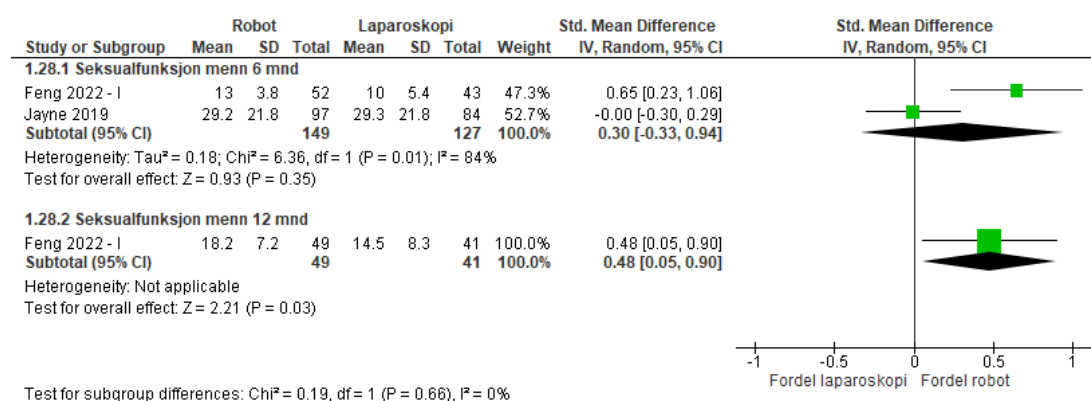 Robot Laparoskopi Std. Mean Difference Std. Mean Difference
Study or Subgroup Mean SD Total Mean SD Total Weight IV, Random, 95% CI IV, Random, 95% CI
1.28.1 Seksualfunksjon menn 6 mnd
Feng 2022 - I 13 3.8 52 10 5.4 43 47.3% 0.65 [0.23, 1.06]
Jayne 2019 29.2 21.8 97 29.3 21.8 84 52.7% -0.00 [-0.30, 0.29]
Subtotal (95% CI) 149 127 100.0% 0.30 [-0.33, 0.94]
Heterogeneity: Tau² = 0.18; Chi² = 6.36, df = 1 (P = 0.01); I² = 84%
Test for overall effect: Z = 0.93 (P = 0.35)
1.28.2 Seksualfunksjon menn 12 mnd
Feng 2022 - I 18.2 7.2 49 14.5 8.3 41 100.0% 0.48 [0.05, 0.90]
Subtotal (95% CI) 49 41 100.0% 0.48 [0.05, 0.90]
Heterogeneity: Not applicable
Test for overall effect: Z = 2.21 (P = 0.03)
-1 -0.5 0 0.5 1
Fordel laparoskopi Fordel robot
Test for subgroup differences: Chi² = 0.19, df = 1 (P = 0.66), I² = 0%